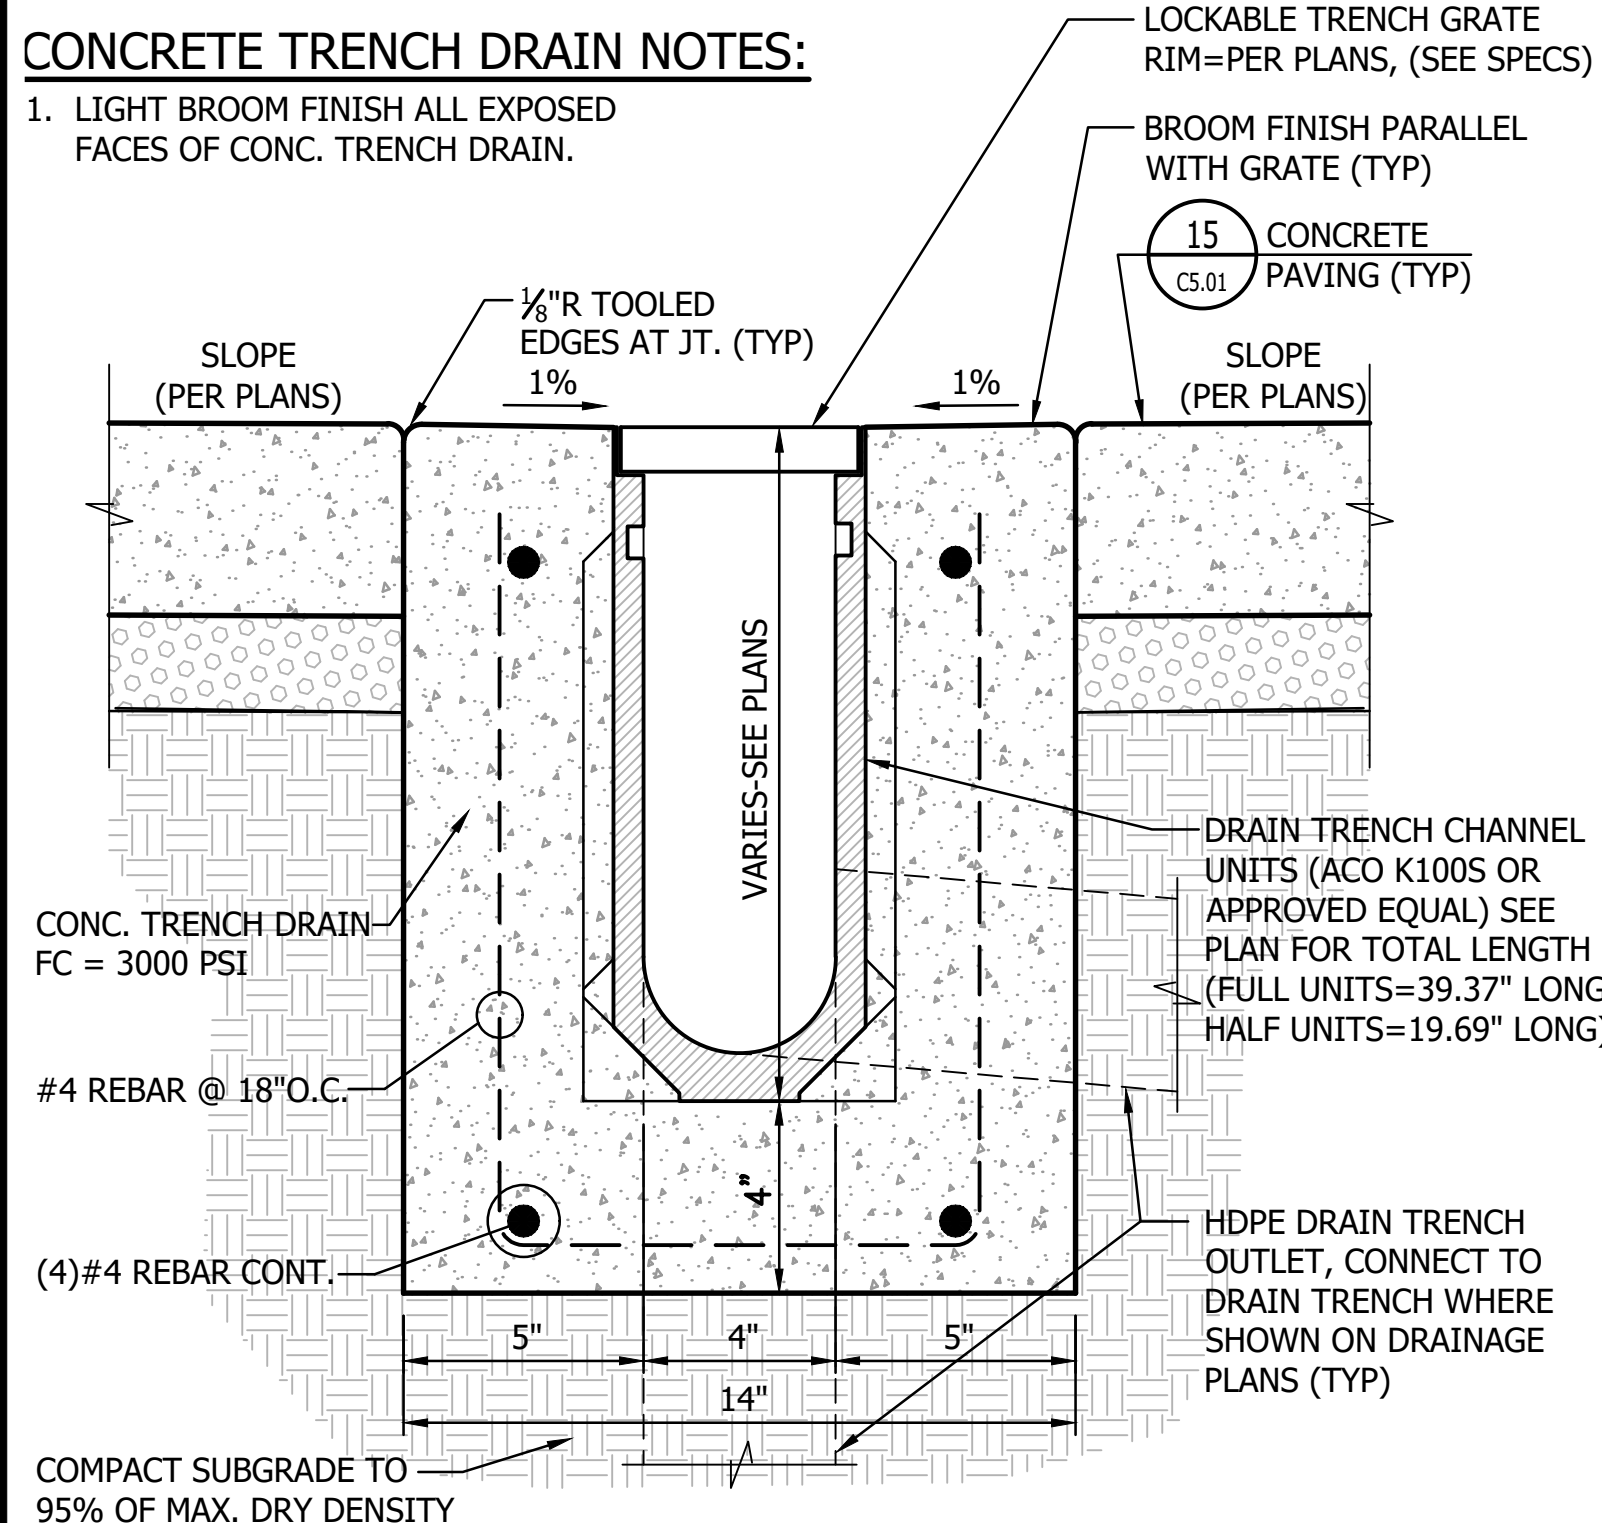 CONCRETE TRENCH DRAIN NOTES:
1. LIGHT BROOM FINISH ALL EXPOSED
FACES OF CONC. TRENCH DRAIN.
LOCKABLE TRENCH GRATE
RIM=PER PLANS, (SEE SPECS)
BROOM FINISH PARALLEL
WITH GRATE (TYP)
15
C5.01
CONCRETE
PAVING (TYP)
1/8"R TOOLED
EDGES AT JT. (TYP)
SLOPE
(PER PLANS)
1%
1%
SLOPE
(PER PLANS)
VARIES-SEE PLANS
DRAIN TRENCH CHANNEL
UNITS (ACO K100S OR
APPROVED EQUAL) SEE
PLAN FOR TOTAL LENGTH
(FULL UNITS=39.37" LONG
HALF UNITS=19.69" LONG)
CONC. TRENCH DRAIN
FC = 3000 PSI
#4 REBAR @ 18"O.C.
4"
(4)#4 REBAR CONT.
HDPE DRAIN TRENCH
OUTLET, CONNECT TO
DRAIN TRENCH WHERE
SHOWN ON DRAINAGE
PLANS (TYP)
5"
4"
5"
14"
COMPACT SUBGRADE TO
95% OF MAX. DRY DENSITY